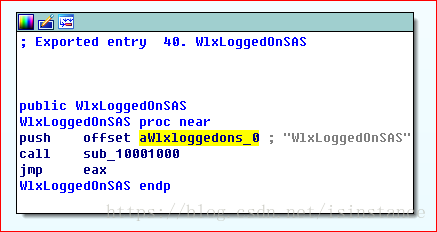 ; Exported entry  40. WlxLoggedOnSAS
public WlxLoggedOnSAS
WlxLoggedOnSAS proc near
push    offset aWlxloggedons_0 ; "WlxLoggedOnSAS"
call    sub_10001000
jmp     eax
WlxLoggedOnSAS endp
https://blog.csdn.net/isinstance